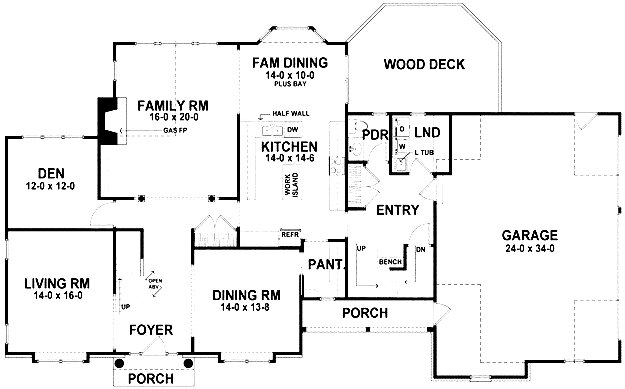 FAM DINING
14-0 x 10-0
PLUS BAY
WOOD DECK
FAMILY RM
16-0 x 20-0
GAS FP
HALF WALL
DW
KITCHEN
14-0 x 14-6
WORK
ISLAND
REFR
PDR
D
W
LND
L TUB
DEN
12-0 x 12-0
ENTRY
UP
DN
BENCH
GARAGE
24-0 x 34-0
LIVING RM
14-0 x 16-0
OPEN
ABV
UP
FOYER
DINING RM
14-0 x 13-8
PANT.
PORCH
PORCH